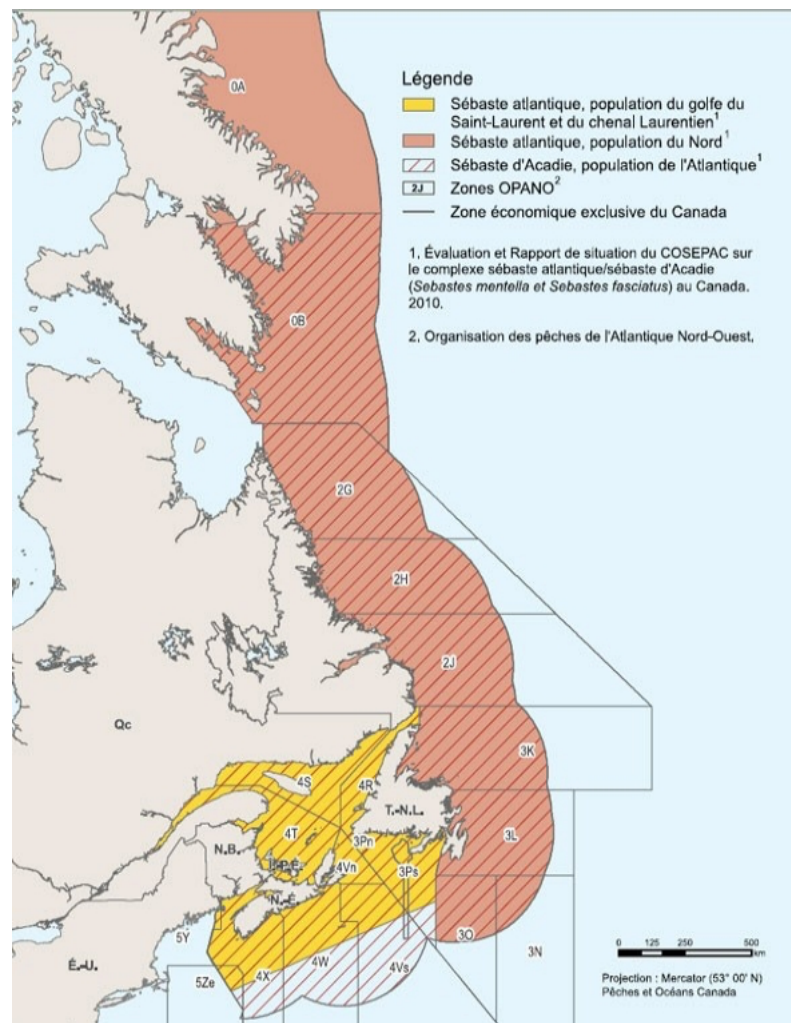 Légende
Sébaste atlantique, population du golfe du
Saint-Laurent et du chenal Laurentien¹
Sébaste atlantique, population du Nord¹
Sébaste d'Acadie, population de l'Atlantique¹
2J Zones OPANO²
Zone économique exclusive du Canada
1, Évaluation et Rapport de situation du COSEPAC sur
le complexe sébaste atlantique/sébaste d'Acadie
(Sebastes mentella et Sebastes fasciatus) au Canada.
2010.
2, Organisation des pêches de l'Atlantique Nord-Ouest,
0A
0B
2G
2H
2J
Qc
3K
4S
4R
T.-N.L.
3L
4T
3Pn
N.B.
Î.-P.-É.
4Vn
3Ps
N.-É.
5Y
3O
3N
É.-U.
5Ze
4X
4W
4Vs
0 125 250 500
km
Projection : Mercator (53° 00' N)
Pêches et Océans Canada